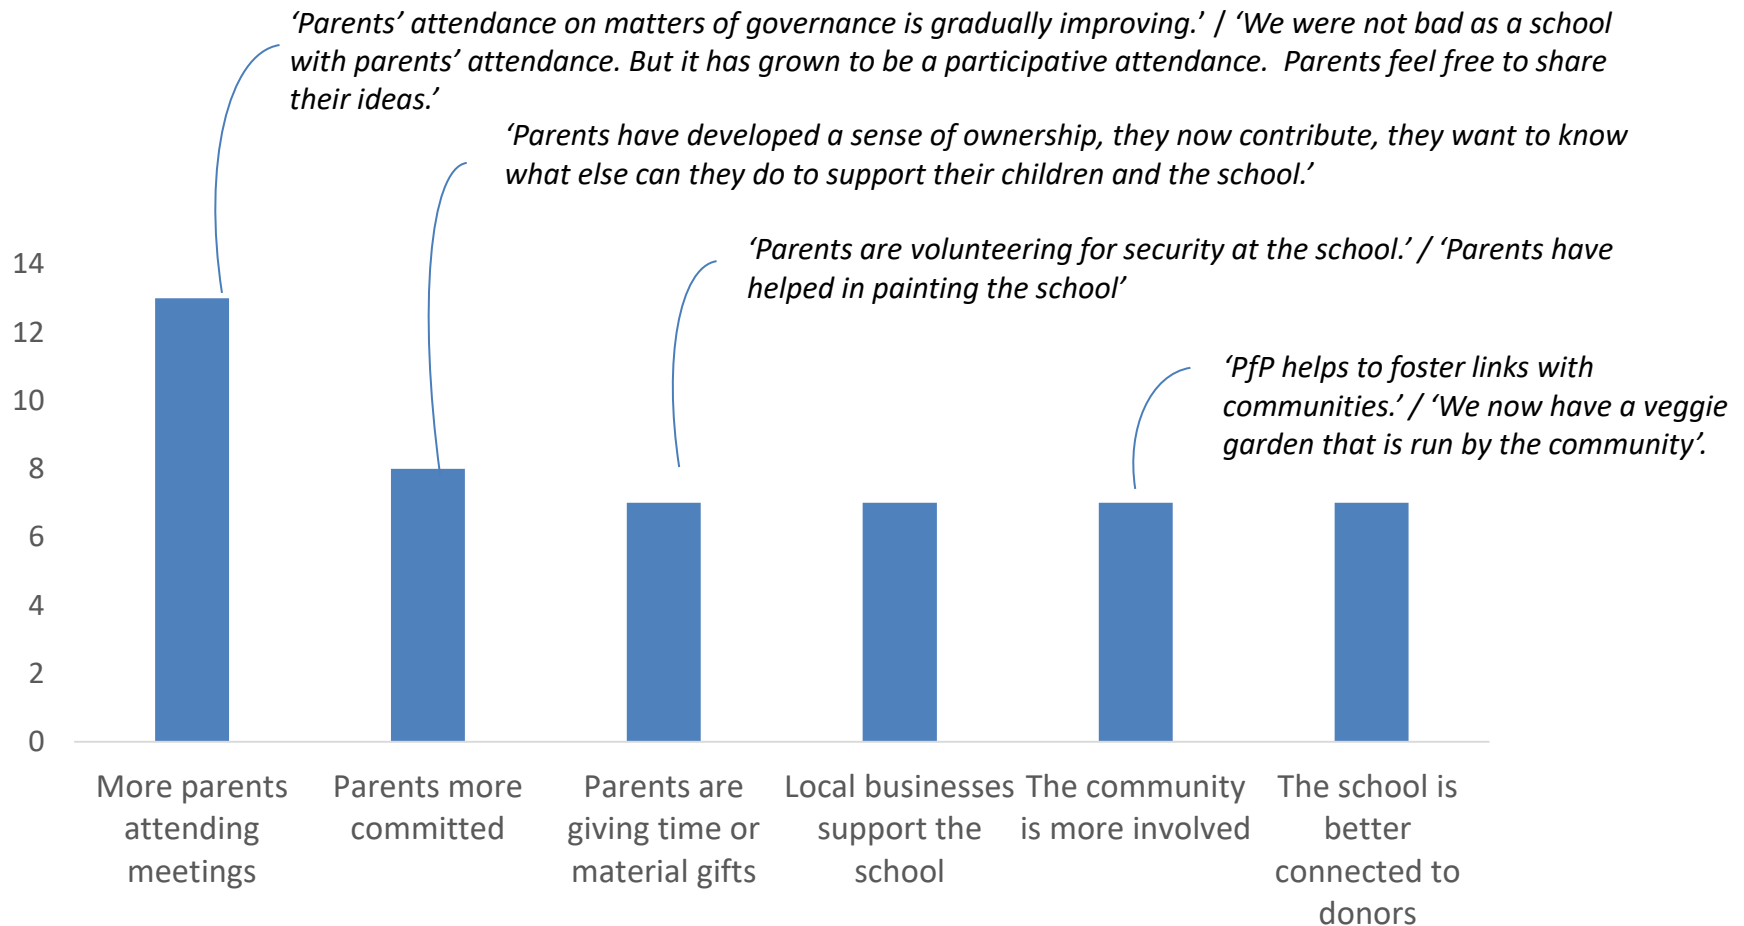 ‘Parents’ attendance on matters of governance is gradually improving.’ / ‘We were not bad as a school
with parents’ attendance. But it has grown to be a participative attendance.  Parents feel free to share
their ideas.’
‘Parents have developed a sense of ownership, they now contribute, they want to know
what else can they do to support their children and the school.’
‘Parents are volunteering for security at the school.’ / ‘Parents have
helped in painting the school’
‘PfP helps to foster links with
communities.’ / ‘We now have a veggie
garden that is run by the community’.
14
12
10
8
6
4
2
0
More parents
attending
meetings
Parents more
committed
Parents are
giving time or
material gifts
Local businesses
support the
school
The community
is more involved
The school is
better
connected to
donors